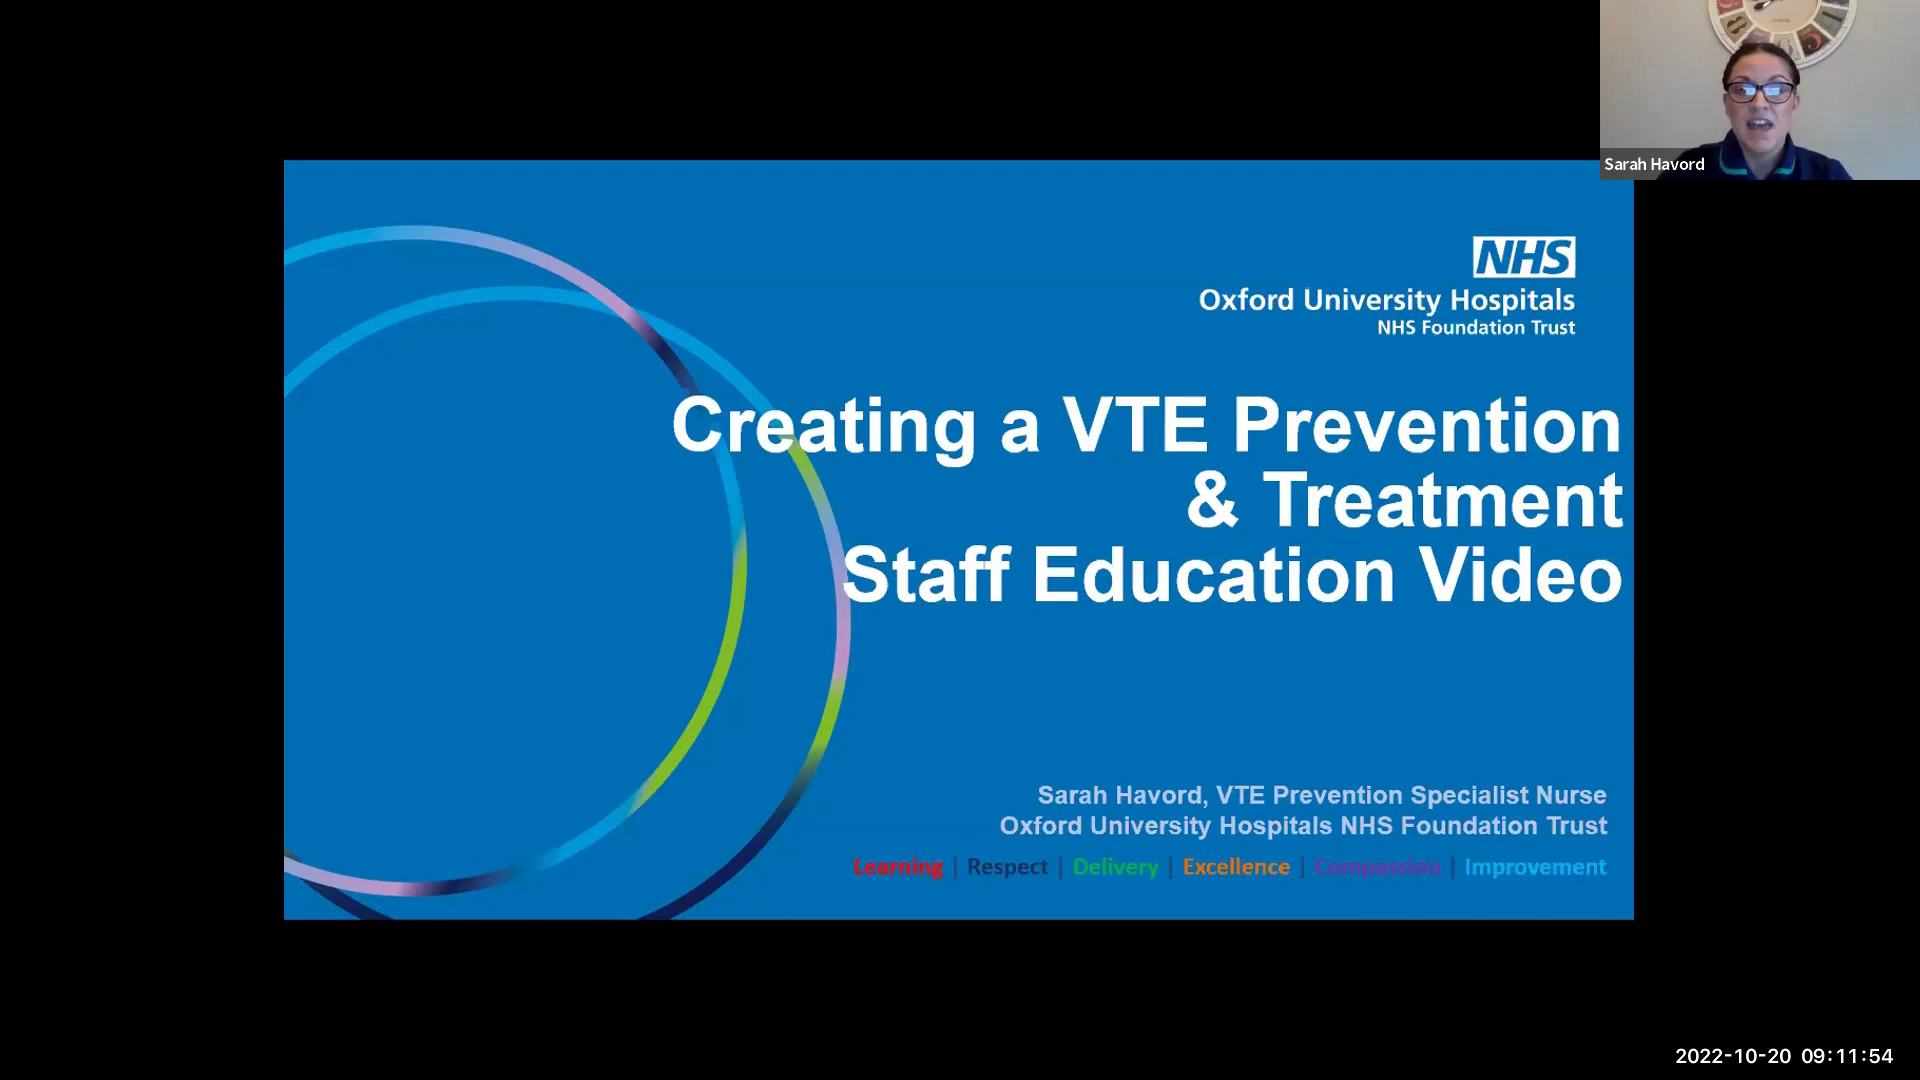 Sarah Havord
NHS
Oxford University Hospitals
NHS Foundation Trust
Creating a VTE Prevention
& Treatment
Staff Education Video
Sarah Havord, VTE Prevention Specialist Nurse
Oxford University Hospitals NHS Foundation Trust
Learning | Respect | Delivery | Excellence | Compassion | Improvement
2022-10-20 09:11:54